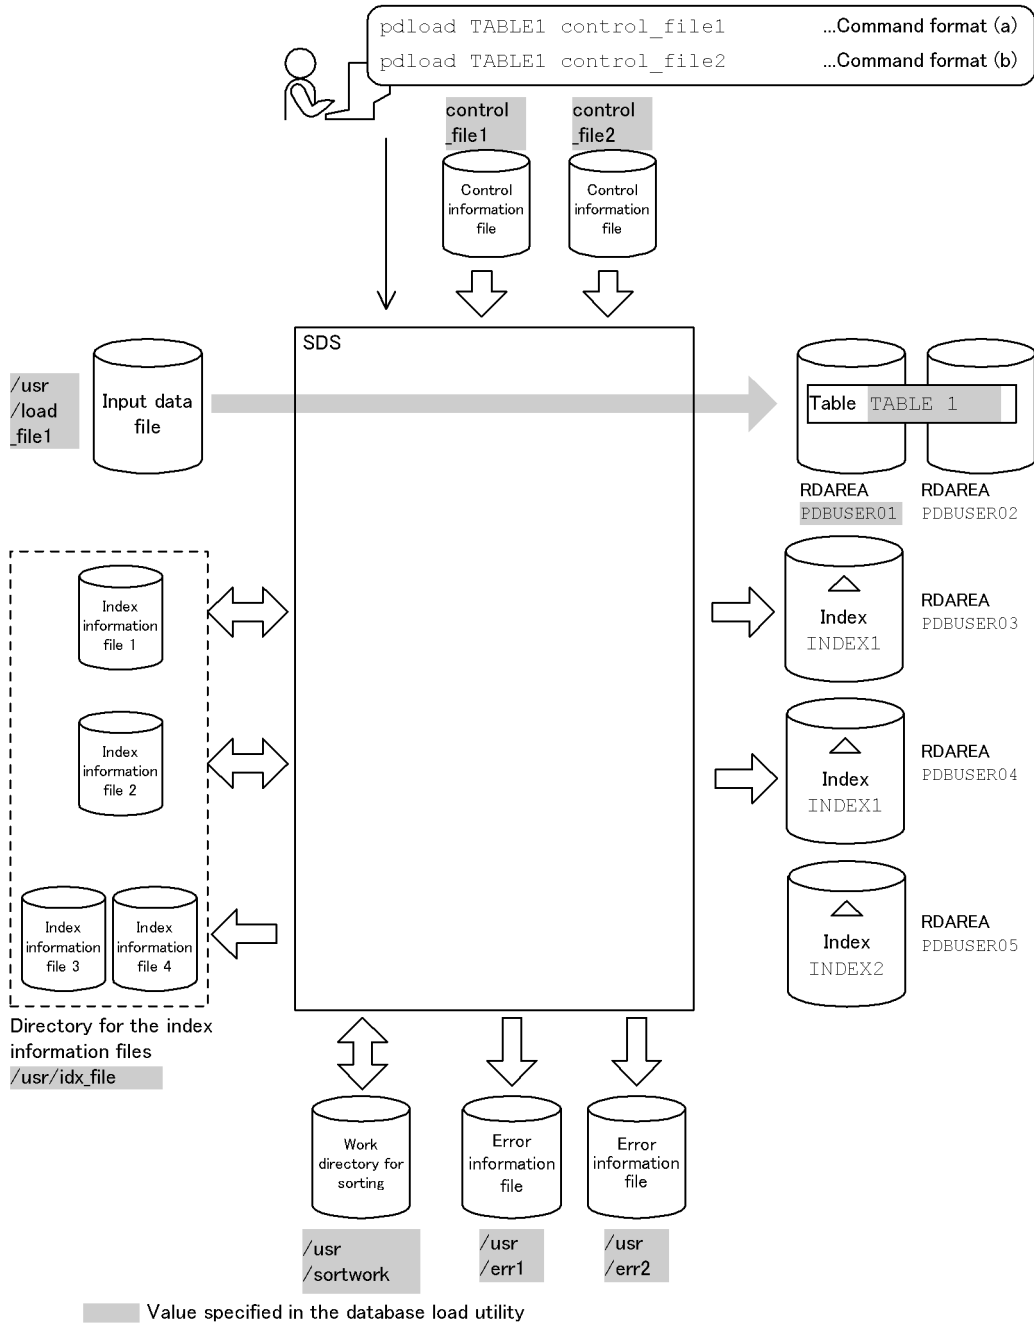 pdload TABLE1 control_file1 ...Command format (a)
pdload TABLE1 control_file2 ...Command format (b)
control
_file1
control
_file2
Control
information
file
Control
information
file
SDS
/usr
/load
_file1
Input data
file
Table TABLE 1
RDAREA
PDBUSER01
RDAREA
PDBUSER02
Index
information
file 1
Index
INDEX1
RDAREA
PDBUSER03
Index
information
file 2
Index
INDEX1
RDAREA
PDBUSER04
Index
information
file 3
Index
information
file 4
Index
INDEX2
RDAREA
PDBUSER05
Directory for the index
information files
/usr/idx_file
Work
directory for
sorting
Error
information
file
Error
information
file
/usr
/sortwork
/usr
/err1
/usr
/err2
Value specified in the database load utility